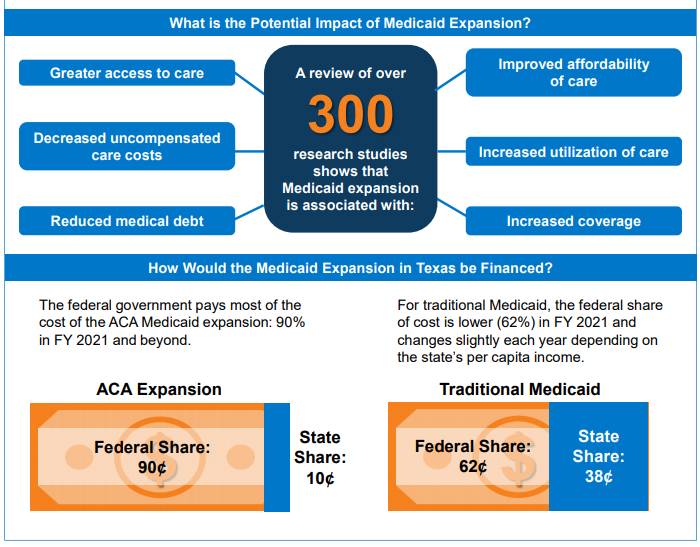 What is the Potential Impact of Medicaid Expansion?
Greater access to care
Decreased uncompensated
care costs
Reduced medical debt
A review of over
300
research studies
shows that
Medicaid expansion
is associated with:
Improved affordability
of care
Increased utilization of care
Increased coverage
How Would the Medicaid Expansion in Texas be Financed?
The federal government pays most of the
cost of the ACA Medicaid expansion: 90%
in FY 2021 and beyond.
For traditional Medicaid, the federal share
of cost is lower (62%) in FY 2021 and
changes slightly each year depending on
the state’s per capita income.
ACA Expansion
Federal Share:
90¢
State
Share:
10¢
Traditional Medicaid
Federal Share:
62¢
State
Share:
38¢